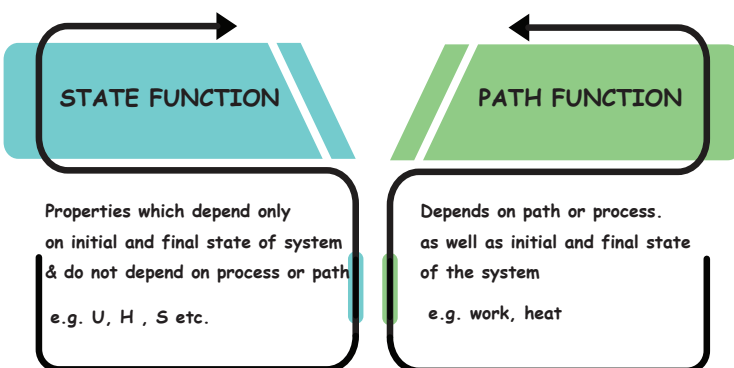 STATE FUNCTION
Properties which depend only
on initial and final state of system
& do not depend on process or path
e.g. U, H , S etc.
PATH FUNCTION
Depends on path or process.
as well as initial and final state
of the system
e.g. work, heat